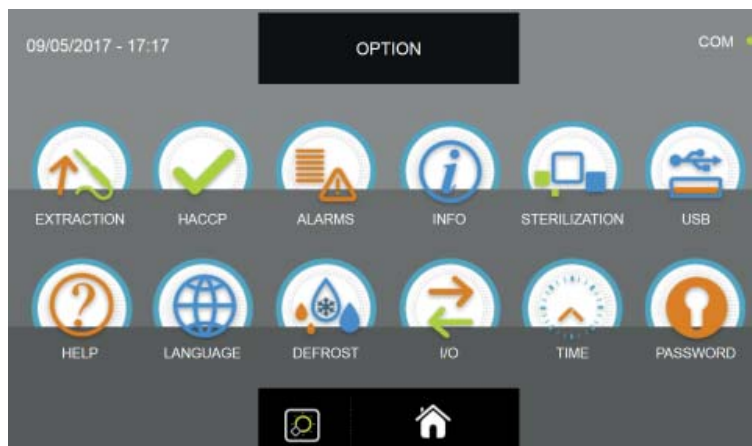 09/05/2017 - 17:17
OPTION
COM
EXTRACTION
HACCP
ALARMS
INFO
STERILIZATION
USB
HELP
LANGUAGE
DEFROST
I/O
TIME
PASSWORD